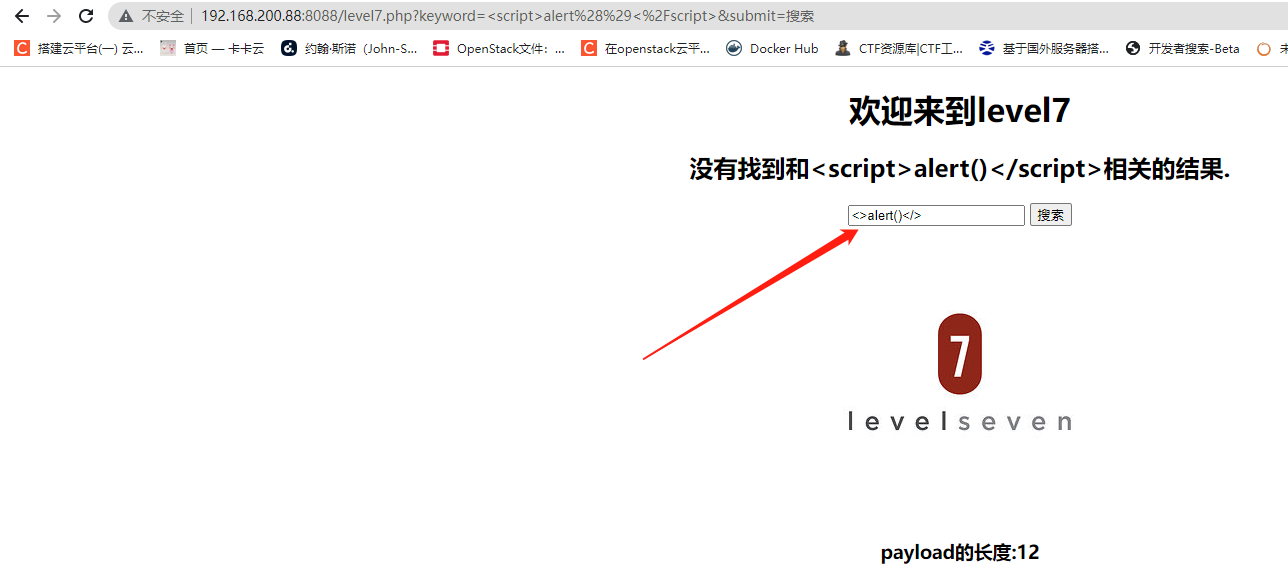 不安全 | 192.168.200.88:8088/level7.php?keyword=<script>alert%28%29<%2Fscript>&submit=搜索
搭建云平台(一) 云... 首页 — 卡卡云 约翰·斯诺（John-S... OpenStack文件：... 在openstack云平... Docker Hub CTF资源库|CTF工... 基于国外服务器搭... 开发者搜索-Beta
欢迎来到level7
没有找到和<script>alert()</script>相关的结果.
<>alert()</> 搜索
7
levelseven
payload的长度:12